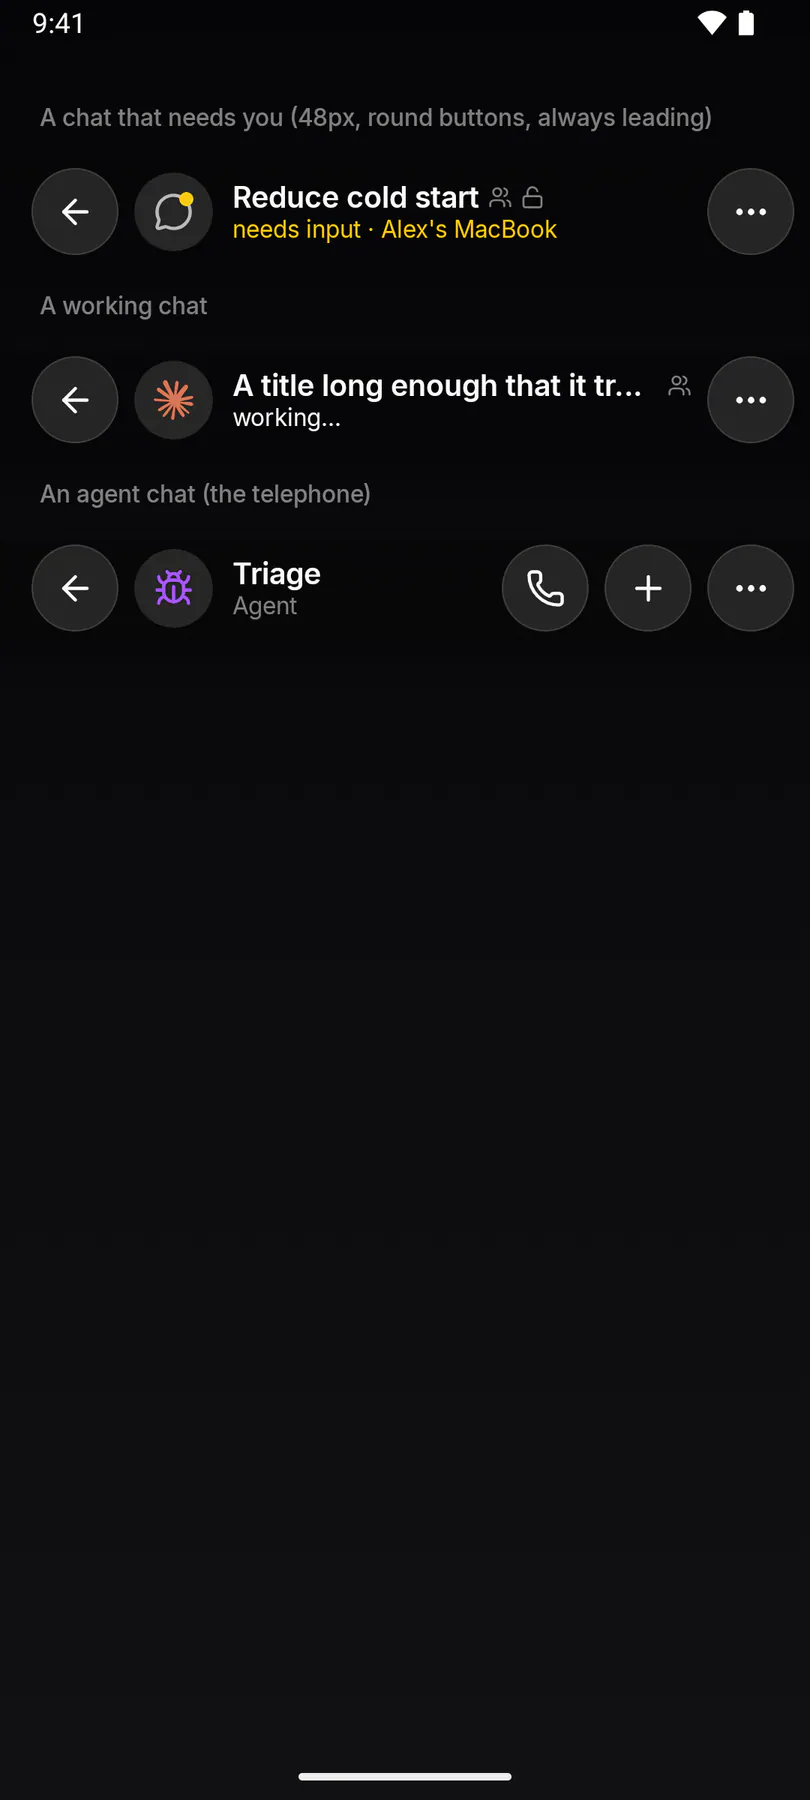 9:41
A chat that needs you (48px, round buttons, always leading)
Reduce cold start
needs input · Alex's MacBook
A working chat
A title long enough that it tr...
working...
An agent chat (the telephone)
Triage
Agent